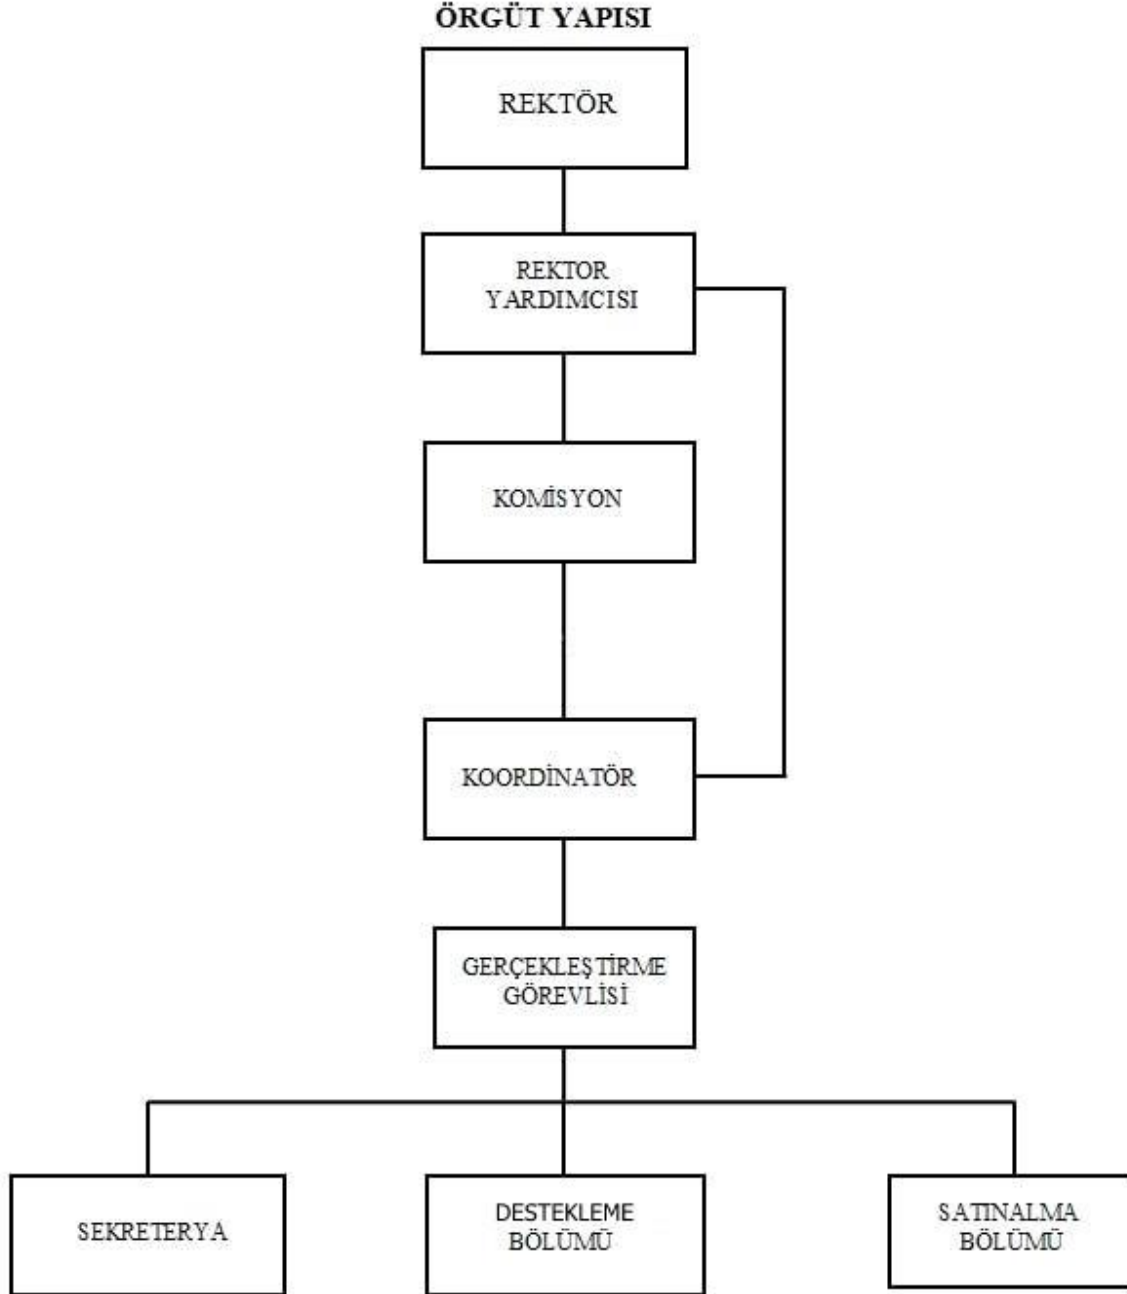 ÖRGÜT YAPISI
REKTÖR
REKTOR
YARDIMCISI
KOMİSYON
KOORDİNATÖR
GERÇEKLEŞTİRME
GÖREVLİSİ
SEKRETERYA
DESTEKLEME
BÖLÜMÜ
SATINALMA
BÖLÜMÜ